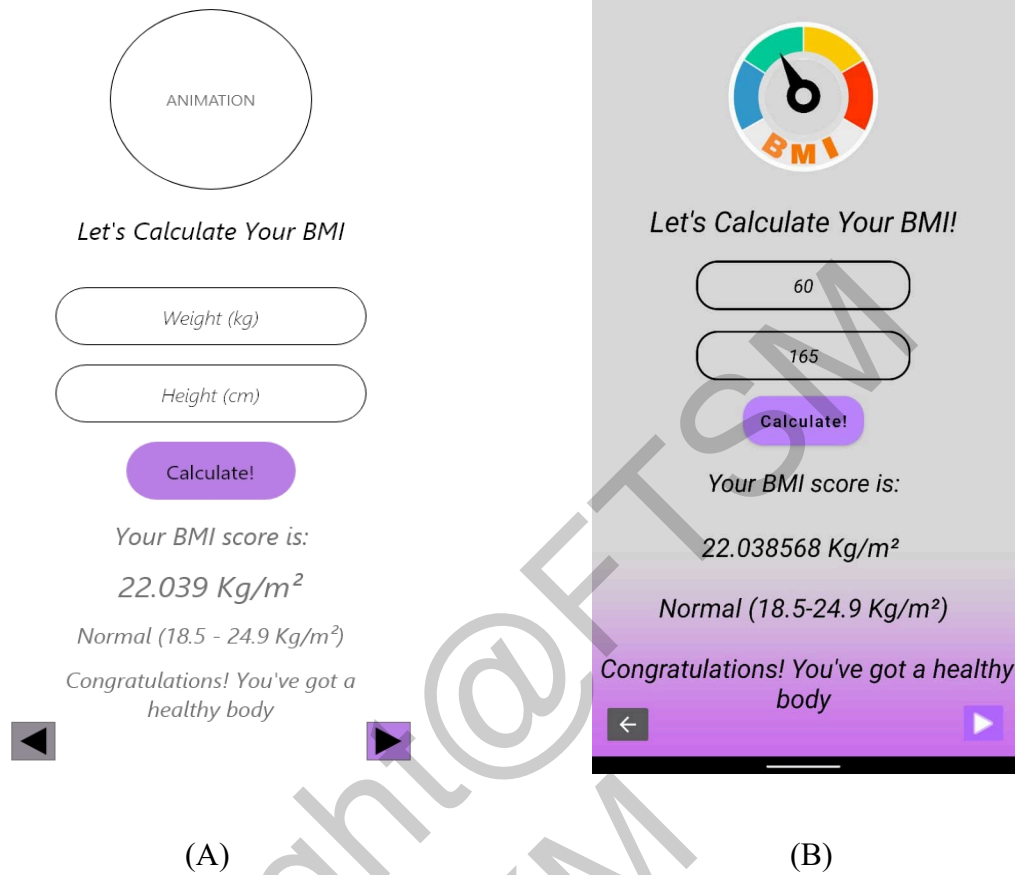 ANIMATION
Let's Calculate Your BMI
Weight (kg)
Height (cm)
Calculate!
Your BMI score is:
22.039 Kg/m²
Normal (18.5 - 24.9 Kg/m²)
Congratulations! You've got a
healthy body
(A)
BMI
Let's Calculate Your BMI!
60
165
Calculate!
Your BMI score is:
22.038568 Kg/m²
Normal (18.5-24.9 Kg/m²)
Congratulations! You've got a healthy
body
(B)
ght@FTSM